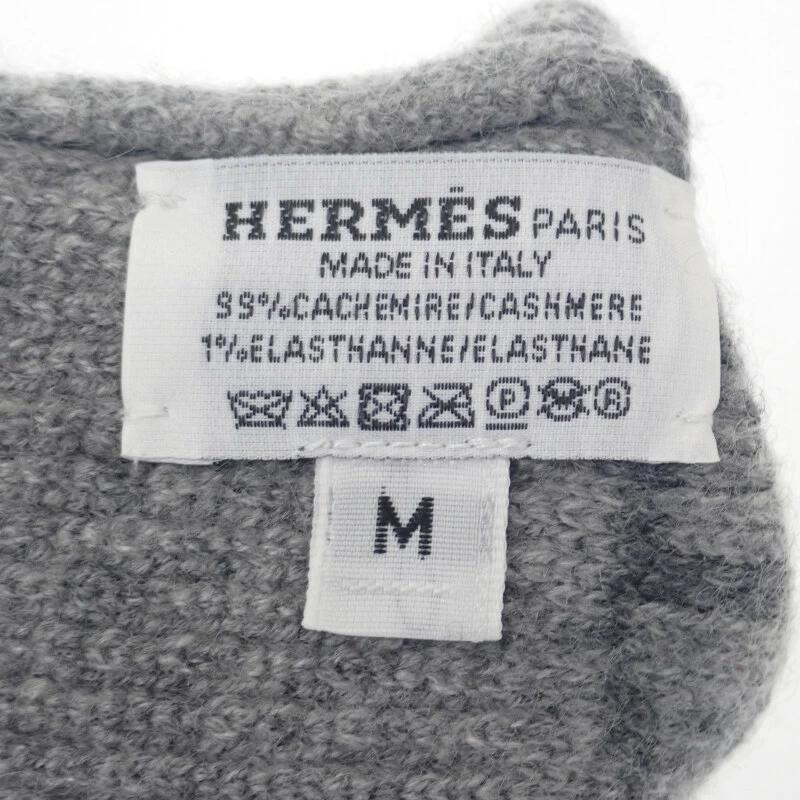 HERMÈS PARIS
MADE IN ITALY
99%CACHEMIRE/CASHMERE
1%ELASTHANNE/ELASTHANE
P R
M